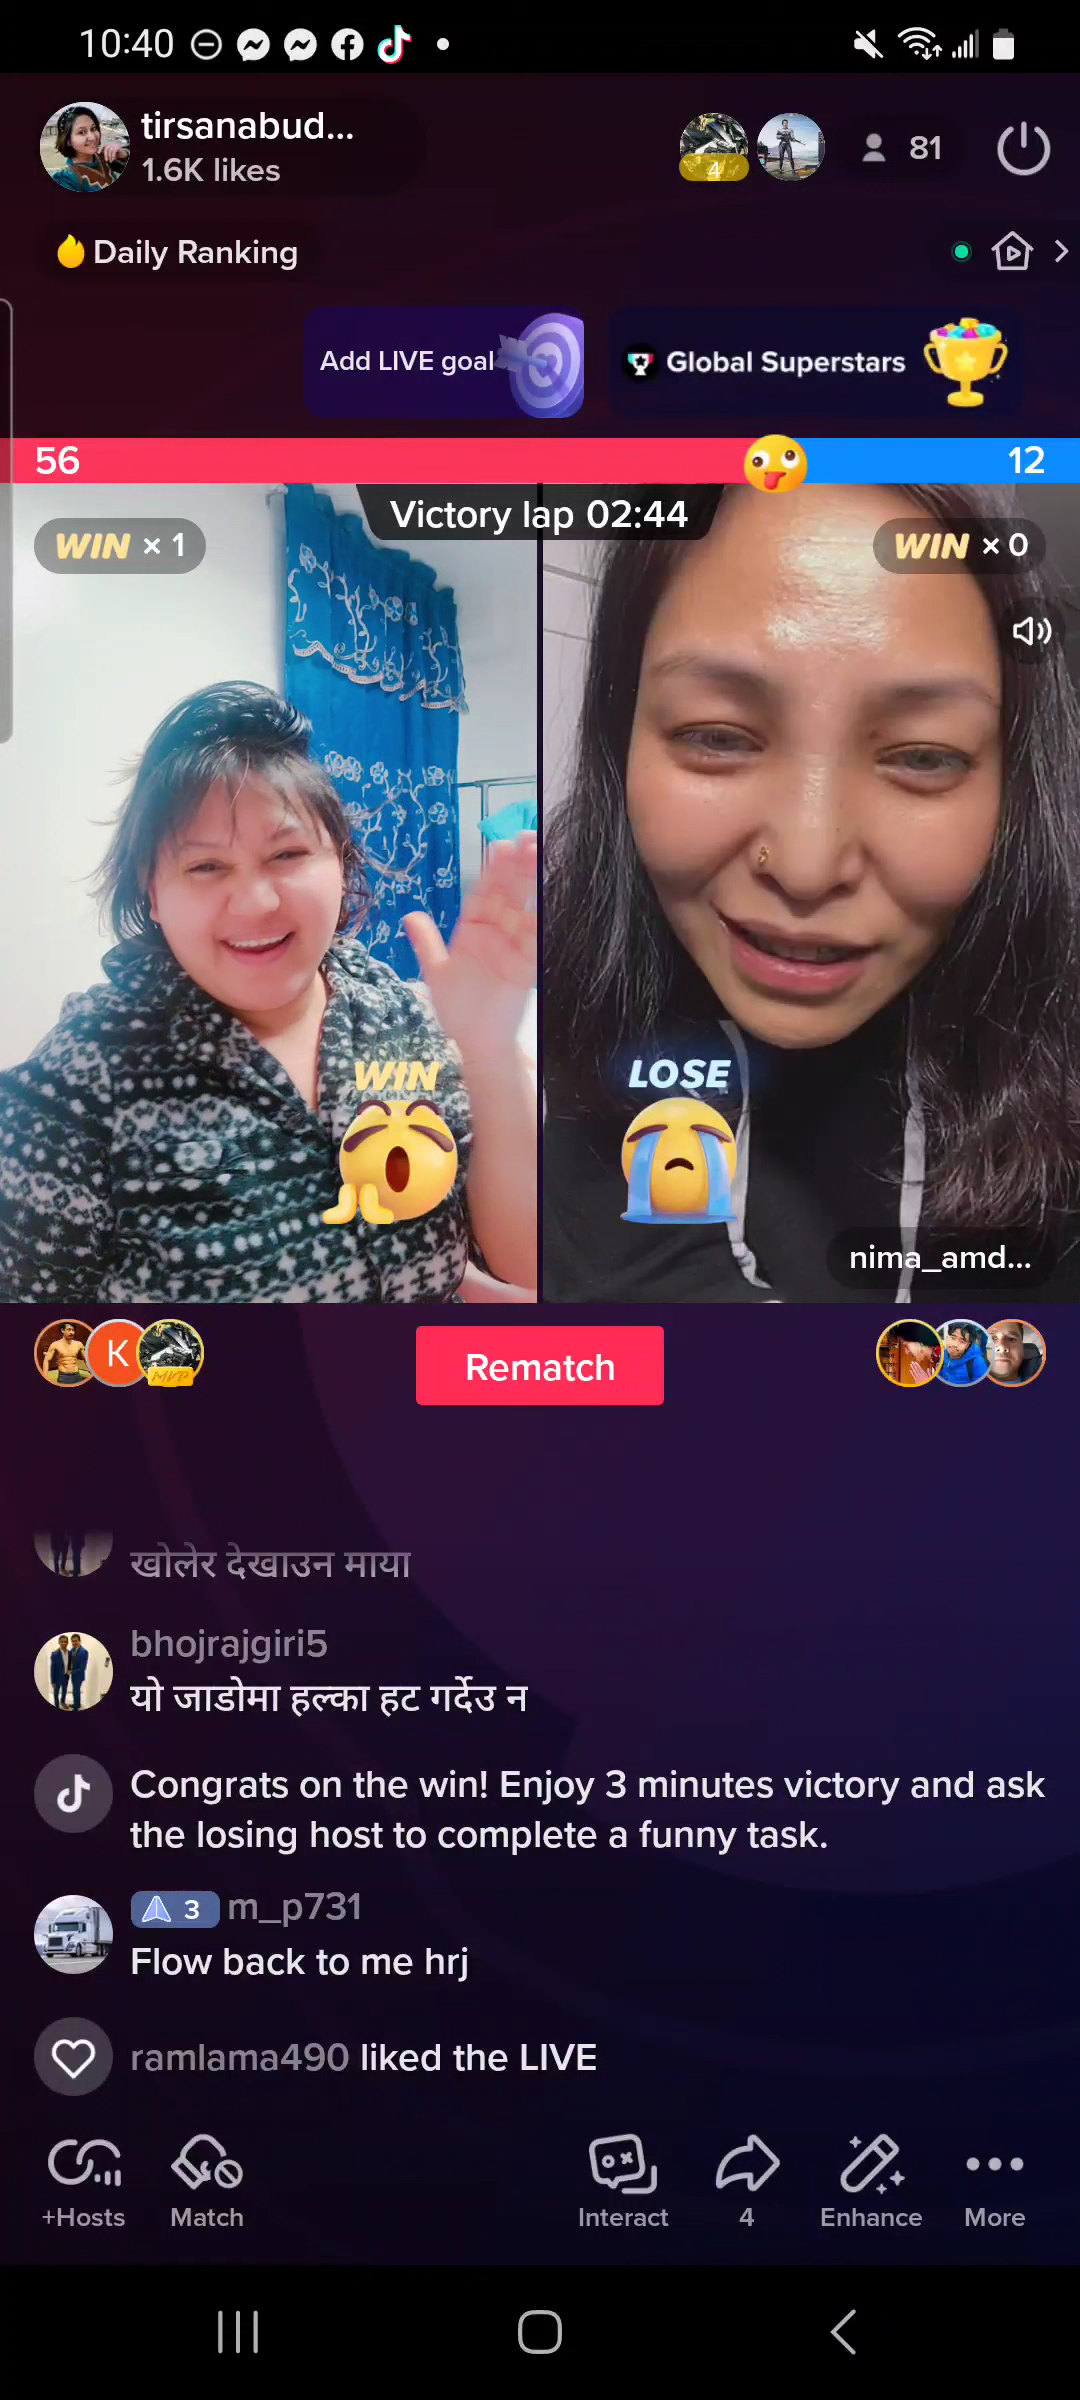 10:40
tirsanabud...
1.6K likes
4
81
Daily Ranking
Add LIVE goal
Global Superstars
56
12
Victory lap 02:44
WIN × 1
WIN × 0
WIN
LOSE
nima_amd...
K
MVP
Rematch
खोलेर देखाउन माया
bhojrajgiri5
यो जाडोमा हल्का हट गर्देउ न
Congrats on the win! Enjoy 3 minutes victory and ask
the losing host to complete a funny task.
3 m_p731
Flow back to me hrj
ramlama490 liked the LIVE
+Hosts
Match
Interact
4
Enhance
More